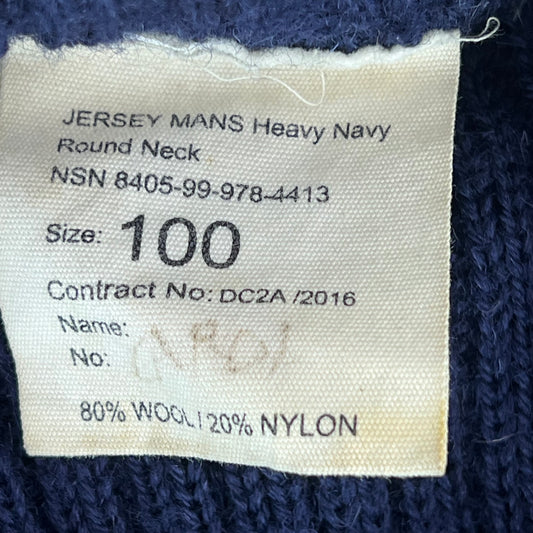 JERSEY MANS Heavy Navy
Round Neck
NSN 8405-99-978-4413
Size: 100
Contract No: DC2A /2016
Name:
No:
80% WOOL / 20% NYLON